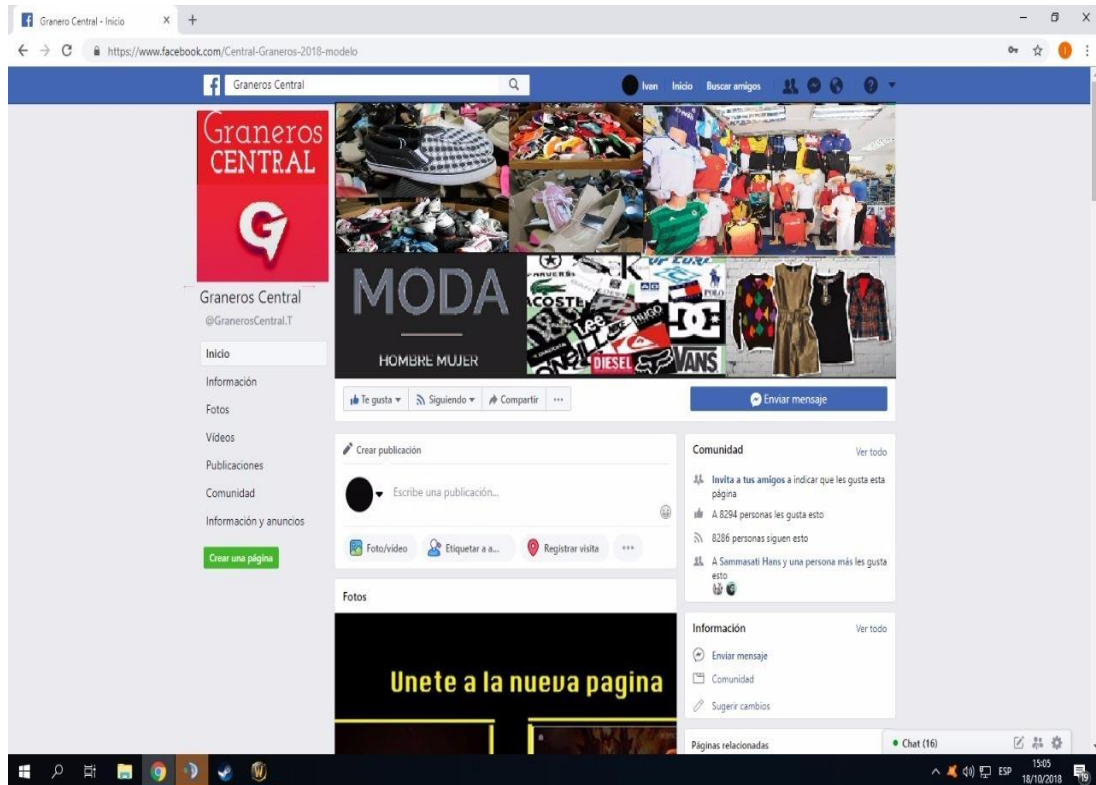 Granero Central - Inicio
https://www.facebook.com/Central-Graneros-2018-modelo
Graneros Central
Ivan Inicio Buscar amigos
Graneros
CENTRAL
G
Graneros Central
@GranerosCentral.T
Inicio
Información
Fotos
Vídeos
Publicaciones
Comunidad
Información y anuncios
Crear una página
MODA
HOMBRE MUJER
ACOSTE
Lee
HUGO
POLO
DC
DIESEL
FOX
VANS
Te gusta Siguiendo Compartir ...
Enviar mensaje
Crear publicación
Escribe una publicación...
Foto/vídeo Etiquetar a a... Registrar visita ...
Fotos
Unete a la nueva pagina
Comunidad Ver todo
Invita a tus amigos a indicar que les gusta esta
página
A 8294 personas les gusta esto
8286 personas siguen esto
A Sammasati Hans y una persona más les gusta
esto
Información Ver todo
Enviar mensaje
Comunidad
Sugerir cambios
Páginas relacionadas
Chat (16)
ESP
15:05
18/10/2018
19